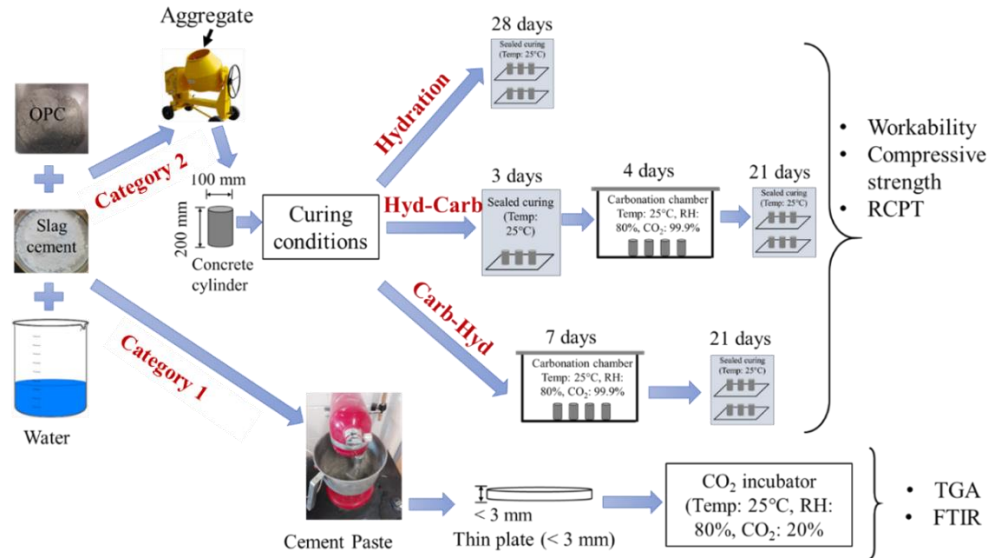 Aggregate
OPC
Slag
cement
Water
Category 2
Category 1
100 mm
200 mm
Concrete
cylinder
Curing
conditions
Hydration
28 days
Sealed curing
(Temp: 25°C)
Hyd-Carb
3 days
Sealed curing
(Temp:
25°C)
4 days
Carbonation chamber
Temp: 25°C, RH:
80%, CO₂: 99.9%
21 days
Sealed curing
(Temp: 25°C)
Carb-Hyd
7 days
Carbonation chamber
Temp: 25°C, RH:
80%, CO₂: 99.9%
21 days
Sealed curing
(Temp: 25°C)
• Workability
• Compressive
strength
• RCPT
Cement Paste
< 3 mm
Thin plate (< 3 mm)
CO₂ incubator
(Temp: 25°C, RH:
80%, CO₂: 20%
• TGA
• FTIR